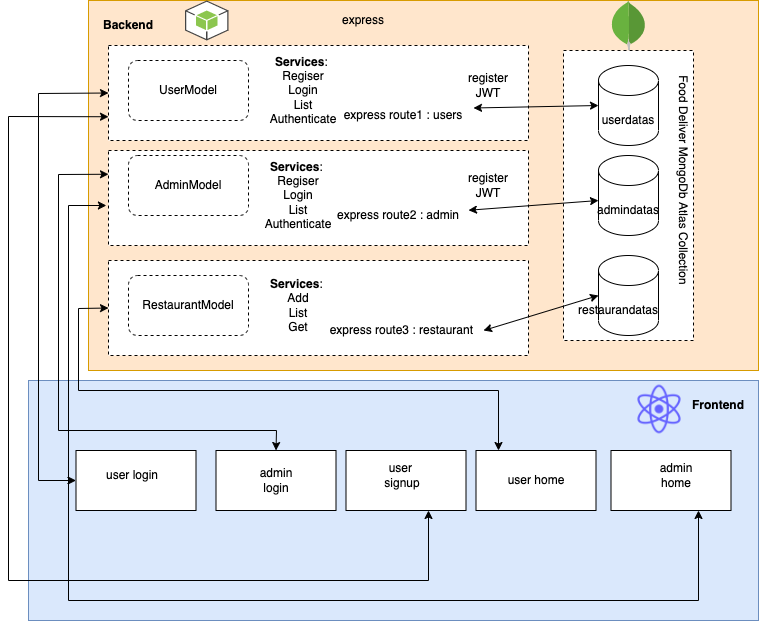 Backend
express
UserModel
Services:
Regiser
Login
List
Authenticate
express route1 : users
register
JWT
userdatas
AdminModel
Services:
Regiser
Login
List
Authenticate
express route2 : admin
register
JWT
admindatas
RestaurantModel
Services:
Add
List
Get
express route3 : restaurant
restaurandatas
Food Deliver MongoDb Atlas Collection
Frontend
user login
admin
login
user
signup
user home
admin
home